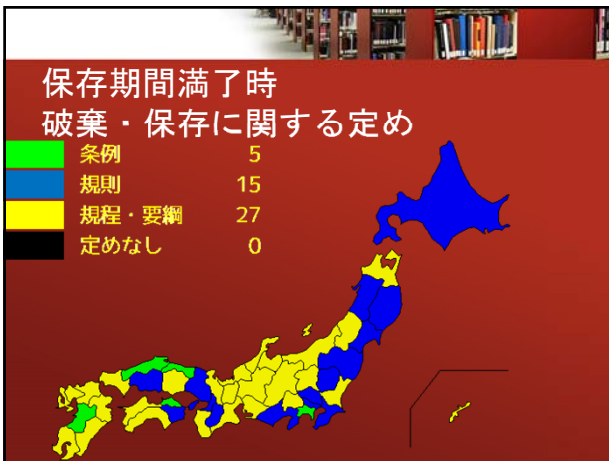 保存期間満了時
破棄・保存に関する定め
条例 5
規則 15
規程・要綱 27
定めなし 0